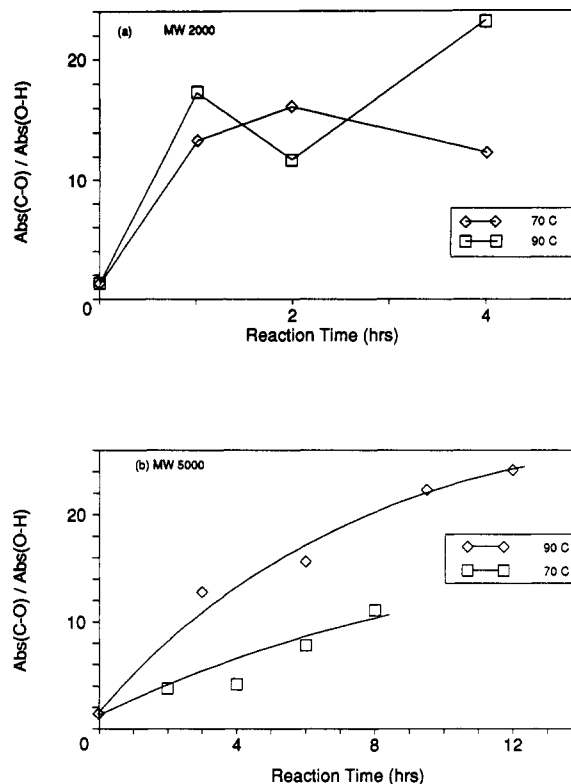 (a) MW 2000
20
10
0
2
4
Abs(C-O) / Abs(O-H)
Reaction Time (hrs)
70 C
90 C
(b) MW 5000
20
10
0
0
4
8
12
Abs(C-O) / Abs(O-H)
Reaction Time (hrs)
90 C
70 C